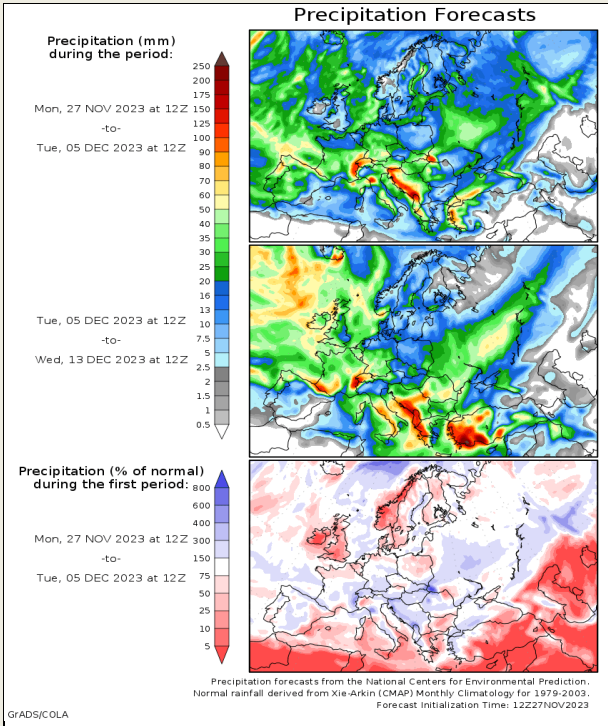 Precipitation Forecasts
Precipitation (mm)
during the period:
Mon, 27 NOV 2023 at 12Z
-to-
Tue, 05 DEC 2023 at 12Z
250
200
175
150
125
100
90
80
70
60
50
40
35
30
25
20
16
13
10
7.5
5
2.5
2
1.5
1
0.5
Tue, 05 DEC 2023 at 12Z
-to-
Wed, 13 DEC 2023 at 12Z
Precipitation (% of normal)
during the first period:
Mon, 27 NOV 2023 at 12Z
-to-
Tue, 05 DEC 2023 at 12Z
800
600
400
300
150
75
50
25
10
5
Precipitation forecasts from the National Centers for Environmental Prediction.
Normal rainfall derived from Xie-Arkin (CMAP) Monthly Climatology for 1979-2003.
Forecast Initialization Time: 12Z27NOV2023
GrADS/COLA